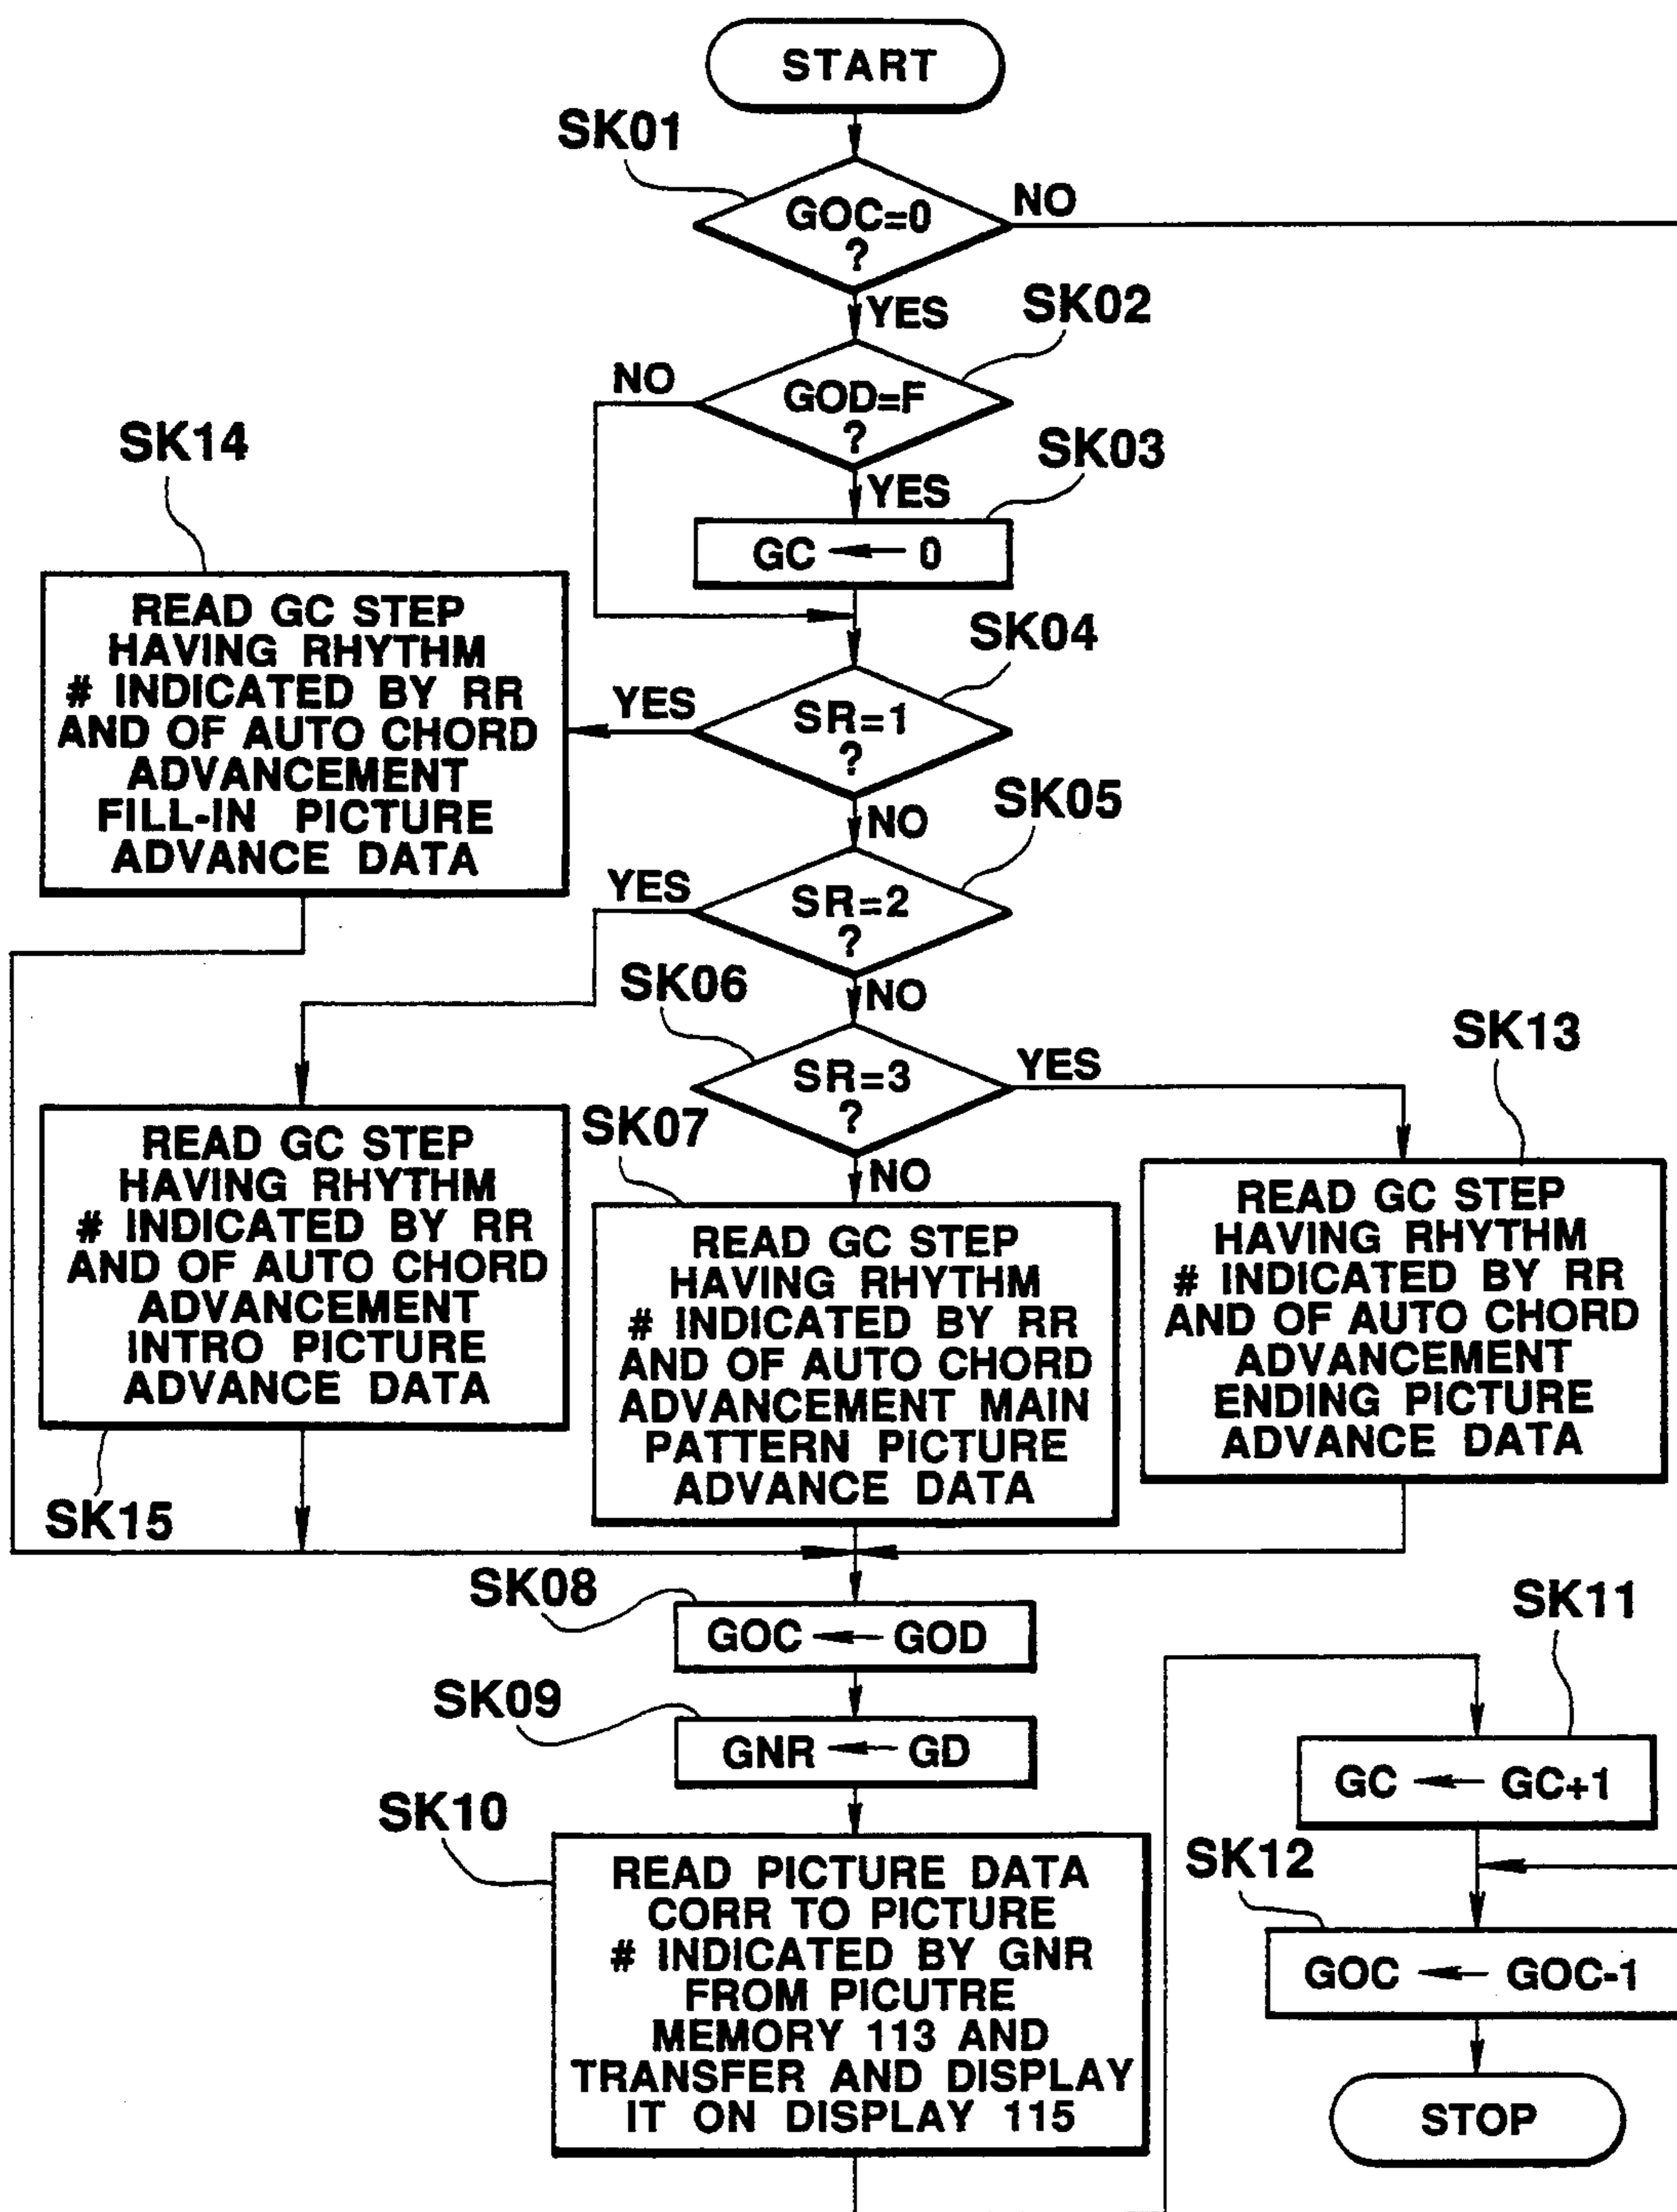 START
SK01
GOC=0
?
NO
YES
SK02
NO
GOD=F
?
YES
SK03
GC ← 0
SK14
READ GC STEP
HAVING RHYTHM
# INDICATED BY RR
AND OF AUTO CHORD
ADVANCEMENT
FILL-IN PICTURE
ADVANCE DATA
SK04
YES
SR=1
?
NO
SK05
YES
SR=2
?
NO
SK06
SR=3
?
YES
NO
SK13
READ GC STEP
HAVING RHYTHM
# INDICATED BY RR
AND OF AUTO CHORD
ADVANCEMENT
INTRO PICTURE
ADVANCE DATA
SK15
SK07
READ GC STEP
HAVING RHYTHM
# INDICATED BY RR
AND OF AUTO CHORD
ADVANCEMENT MAIN
PATTERN PICTURE
ADVANCE DATA
READ GC STEP
HAVING RHYTHM
# INDICATED BY RR
AND OF AUTO CHORD
ADVANCEMENT
ENDING PICTURE
ADVANCE DATA
SK08
GOC ← GOD
SK09
GNR ← GD
SK10
READ PICTURE DATA
CORR TO PICTURE
# INDICATED BY GNR
FROM PICUTRE
MEMORY 113 AND
TRANSFER AND DISPLAY
IT ON DISPLAY 115
SK11
GC ← GC+1
SK12
GOC ← GOC-1
STOP